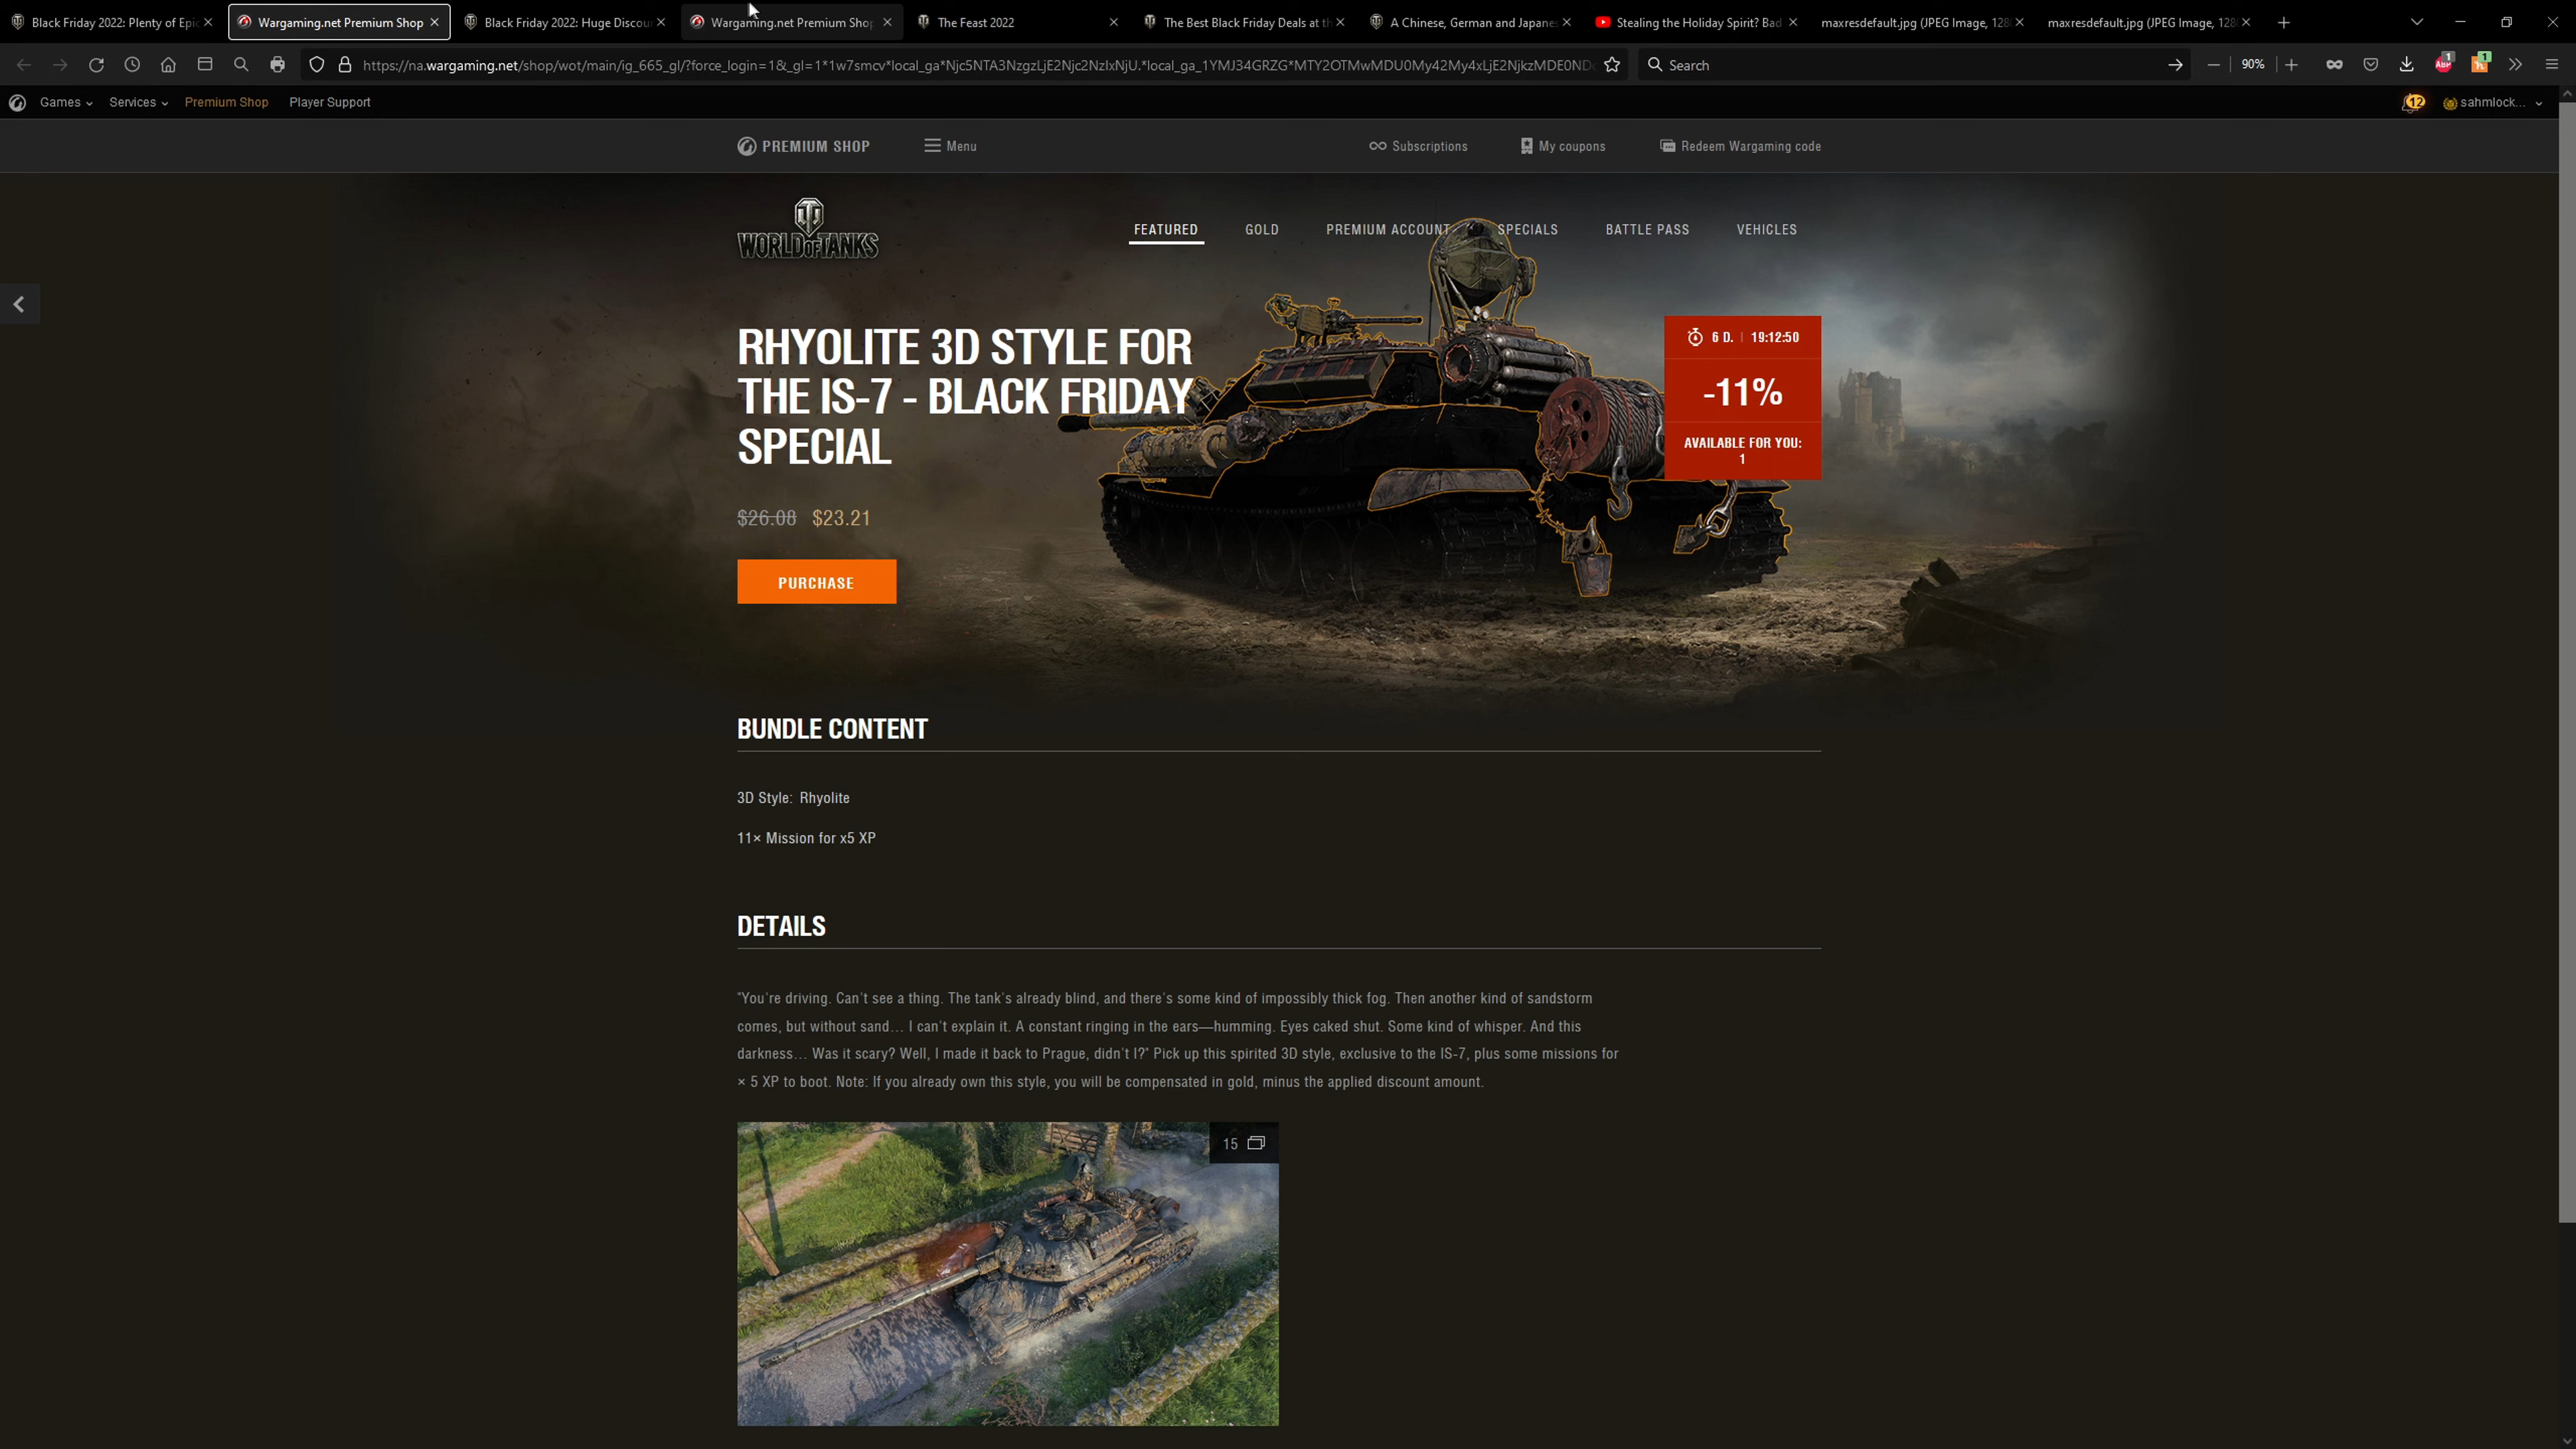 Black Friday 2022: Plenty of Epic
Wargaming.net Premium Shop
Black Friday 2022: Huge Discou
Wargaming.net Premium Shop
The Feast 2022
The Best Black Friday Deals at th
A Chinese, German and Japanes
Stealing the Holiday Spirit? Bad
maxresdefault.jpg (JPEG Image, 128
maxresdefault.jpg (JPEG Image, 128
https://na.wargaming.net/shop/wot/main/ig_665_gl/?force_login=1&_gl=1*1w7smcv*local_ga*Njc5NTA3NzgzLjE2Njc2NzIxNjU.*local_ga_1YMJ34GRZG*MTY2OTMwMDU0My42My4xLjE2NjkzMDE0ND
Search
90%
ABP
1
1
Games
Services
Premium Shop
Player Support
12
sahmlock...
PREMIUM SHOP
Menu
Subscriptions
My coupons
Redeem Wargaming code
WORLD OF TANKS
FEATURED
GOLD
PREMIUM ACCOUNT
SPECIALS
BATTLE PASS
VEHICLES
RHYOLITE 3D STYLE FOR
THE IS-7 - BLACK FRIDAY
SPECIAL
6 D. | 19:12:50
-11%
AVAILABLE FOR YOU:
1
$26.08 $23.21
PURCHASE
BUNDLE CONTENT
3D Style: Rhyolite
11× Mission for x5 XP
DETAILS
"You're driving. Can't see a thing. The tank's already blind, and there's some kind of impossibly thick fog. Then another kind of sandstorm
comes, but without sand... I can't explain it. A constant ringing in the ears—humming. Eyes caked shut. Some kind of whisper. And this
darkness... Was it scary? Well, I made it back to Prague, didn't I?" Pick up this spirited 3D style, exclusive to the IS-7, plus some missions for
× 5 XP to boot. Note: If you already own this style, you will be compensated in gold, minus the applied discount amount.
15